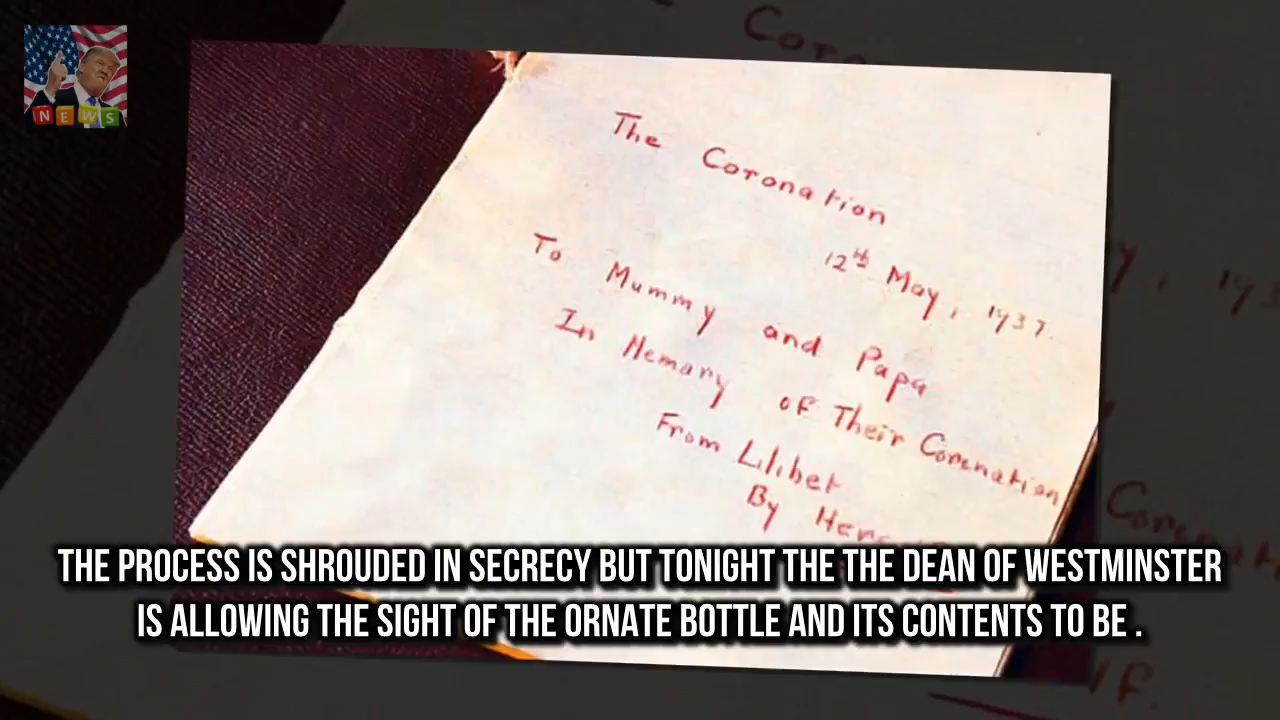 NEWS
The Coronation
12th May, 1937.
To Mummy and Papa
In Memory of Their Coronation
From Lilibet
By
THE PROCESS IS SHROUDED IN SECRECY BUT TONIGHT THE THE DEAN OF WESTMINSTER
IS ALLOWING THE SIGHT OF THE ORNATE BOTTLE AND ITS CONTENTS TO BE .